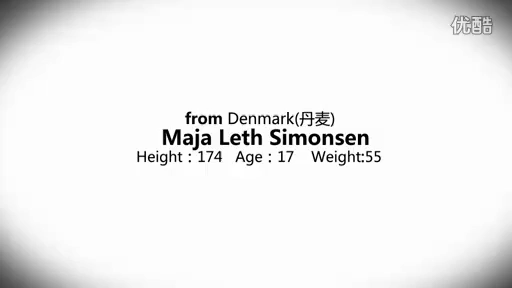 优酷
from Denmark(丹麦)
Maja Leth Simonsen
Height : 174 Age : 17 Weight:55